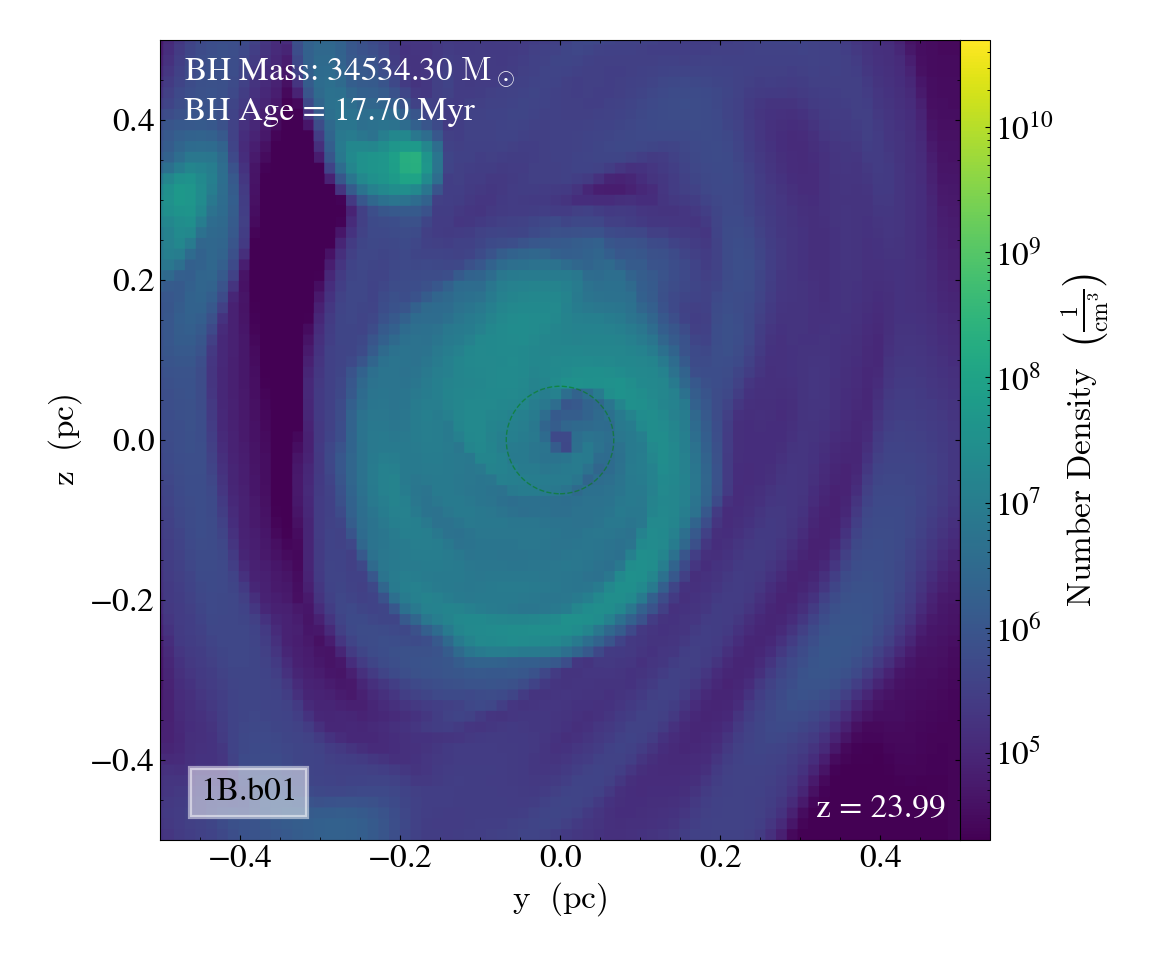 BH Mass: 34534.30 M⊙
BH Age = 17.70 Myr
0.4
0.2
0.0
−0.2
−0.4
z (pc)
1B.b01
z = 23.99
−0.4 −0.2 0.0 0.2 0.4
y (pc)
10¹⁰
10⁹
10⁸
10⁷
10⁶
10⁵
Number Density (1/cm³)